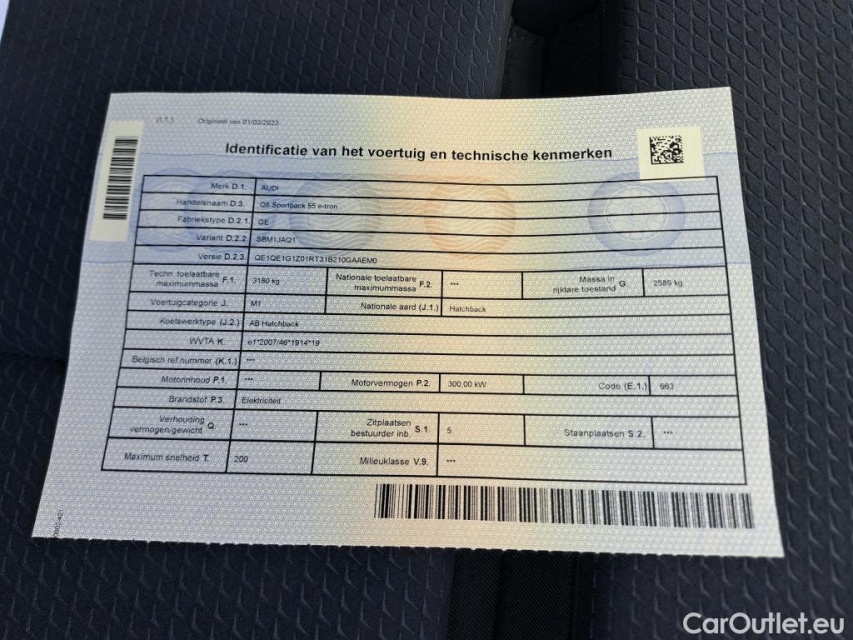 (I.1.) Origineel van 01/03/2023
Identificatie van het voertuig en technische kenmerken
Merk D.1. AUDI
Handelsnaam D.3. Q8 Sportback 55 e-tron
Fabriekstype D.2.1. GE
Variant D.2.2 SBM1JAQ1
Versie D.2.3. QE1QE1G1Z01RT31B210GAAEM0
Techn. toelaatbare maximummassa F.1. 3180 kg Nationale toelaatbare maximummassa F.2. --- Massa in rijklare toestand G. 2585 kg
Voertuigcategorie J. M1 Nationale aard (J.1.) Hatchback
Koetswerktype (J.2.) AB Hatchback
WVTA K. e1*2007/46*1914*19
Belgisch ref.nummer (K.1.) ---
Motorinhoud P.1. --- Motorvermogen P.2. 300.00 kW Code (E.1.) 663
Brandstof P.3. Elektriciteit
Verhouding vermogen/gewicht Q. --- Zitplaatsen bestuurder inb. S.1. 5 Staanplaatsen S.2. ---
Maximum snelheid T. 200 Milieuklasse V.9. ---
CarOutlet.eu